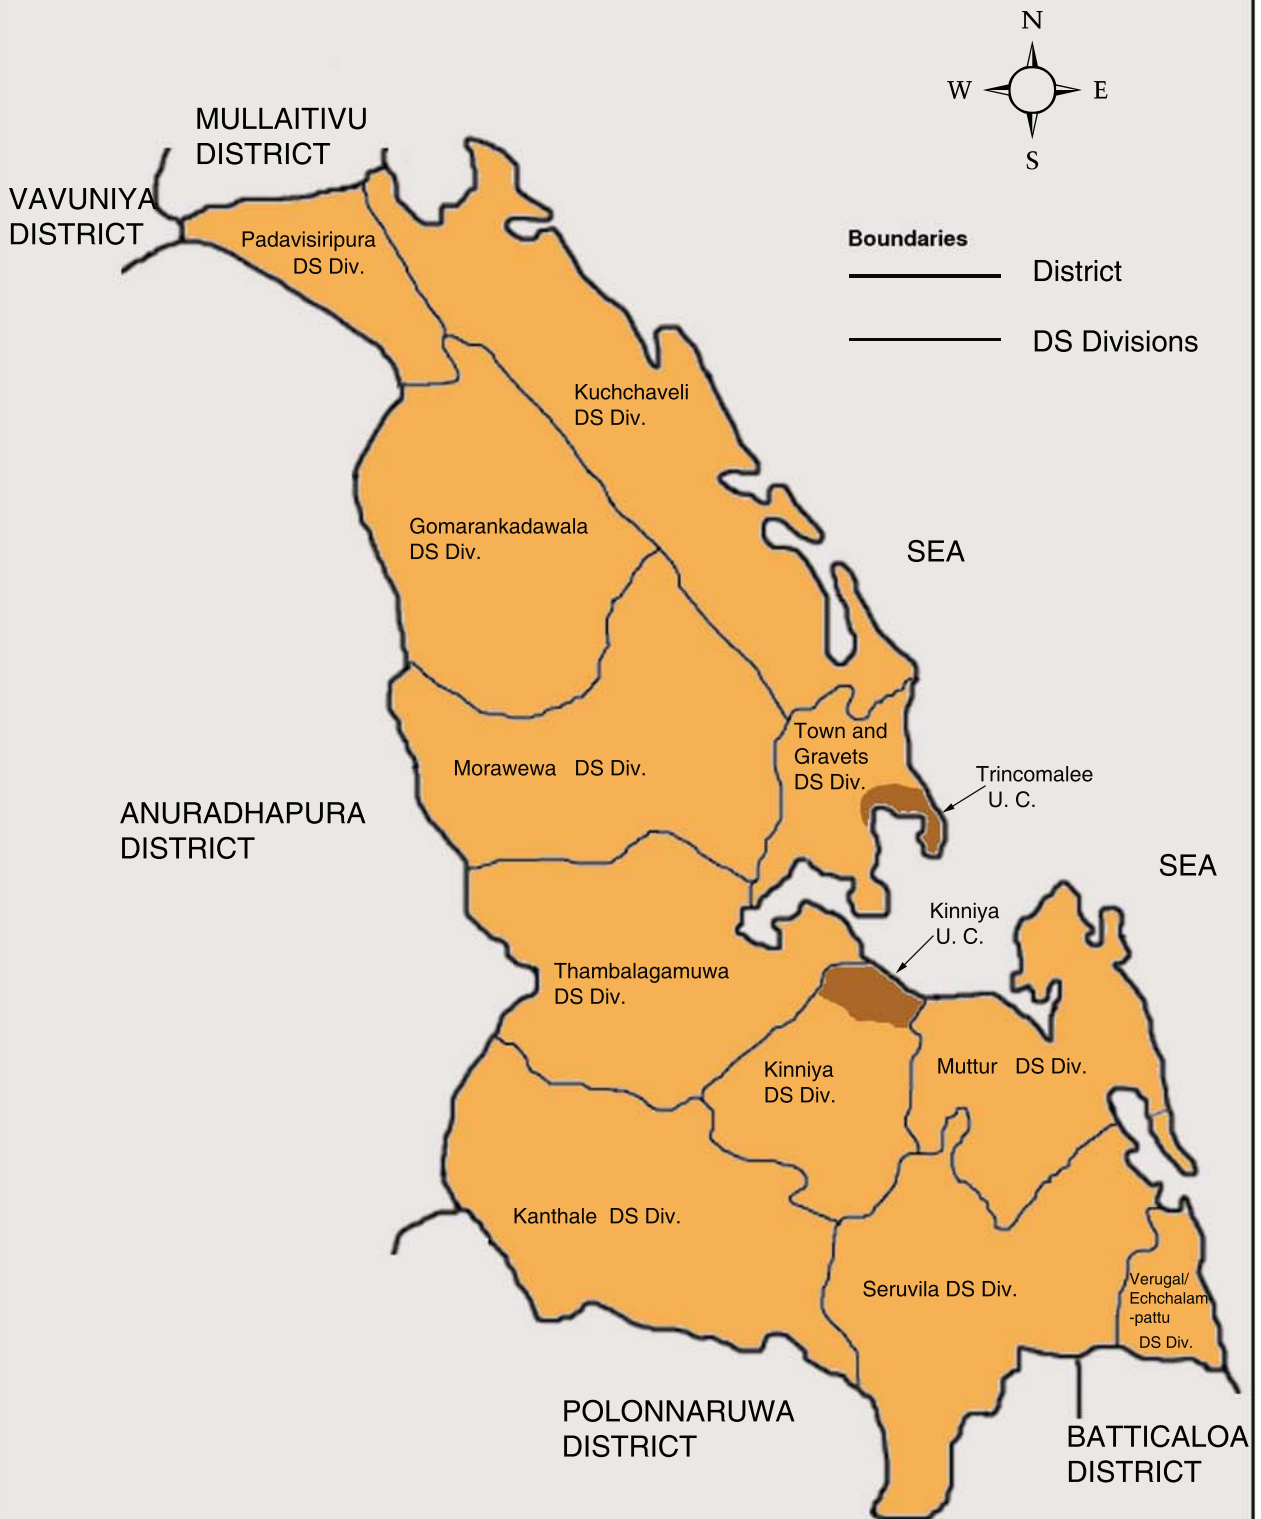 N
W
E
S
MULLAITIVU
DISTRICT
VAVUNIYA
DISTRICT
Padavisiripura
DS Div.
Boundaries
District
DS Divisions
Kuchchaveli
DS Div.
Gomarankadawala
DS Div.
SEA
Town and
Gravets
DS Div.
Morawewa DS Div.
Trincomalee
U. C.
ANURADHAPURA
DISTRICT
SEA
Kinniya
U. C.
Thambalagamuwa
DS Div.
Kinniya
DS Div.
Muttur DS Div.
Kanthale DS Div.
Seruvila DS Div.
Verugal/
Echchalam
-pattu
DS Div.
POLONNARUWA
DISTRICT
BATTICALOA
DISTRICT